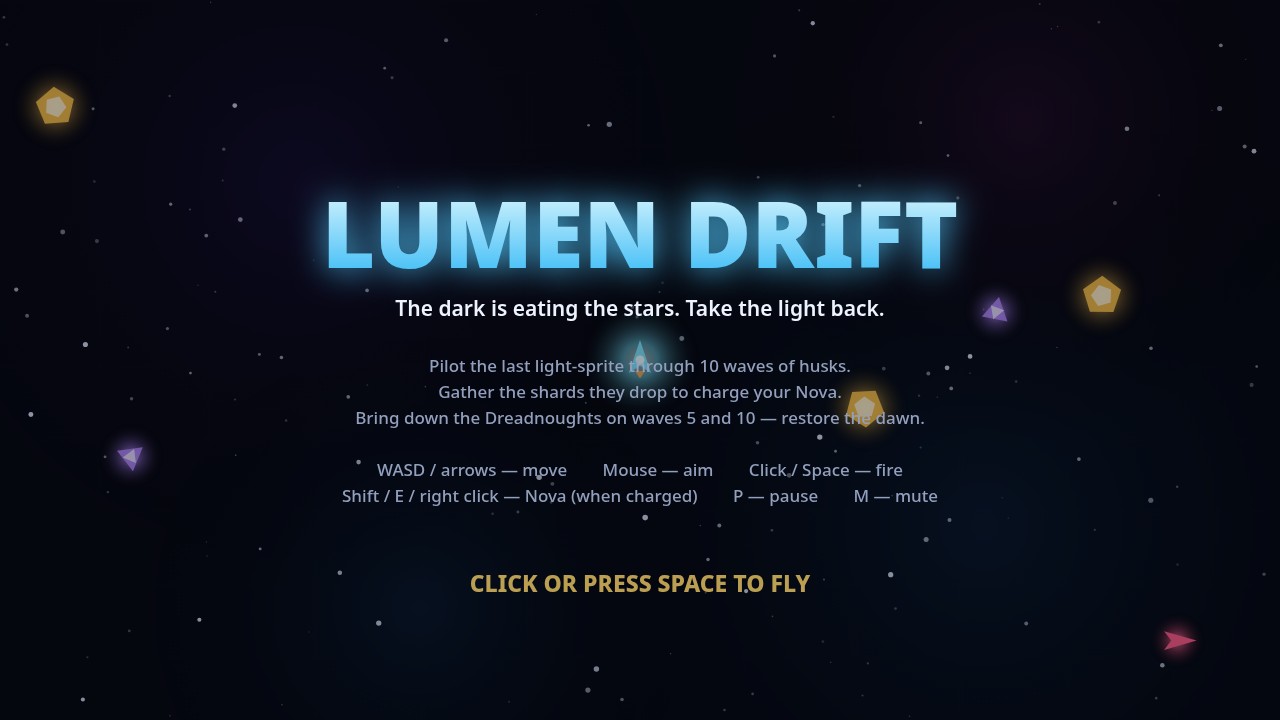 LUMEN DRIFT
The dark is eating the stars. Take the light back.
Pilot the last light-sprite through 10 waves of husks.
Gather the shards they drop to charge your Nova.
Bring down the Dreadnoughts on waves 5 and 10 — restore the dawn.
WASD / arrows — move Mouse — aim Click / Space — fire
Shift / E / right click — Nova (when charged) P — pause M — mute
CLICK OR PRESS SPACE TO FLY